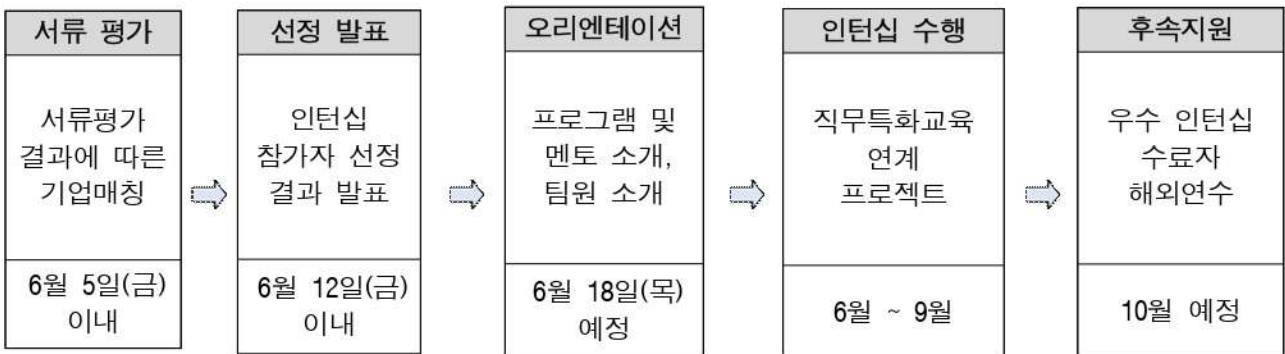 서류 평가
서류평가
결과에 따른
기업매칭
6월 5일(금)
이내
선정 발표
인턴십
참가자 선정
결과 발표
6월 12일(금)
이내
오리엔테이션
프로그램 및
멘토 소개,
팀원 소개
6월 18일(목)
예정
인턴십 수행
직무특화교육
연계
프로젝트
6월 ~ 9월
후속지원
우수 인턴십
수료자
해외연수
10월 예정